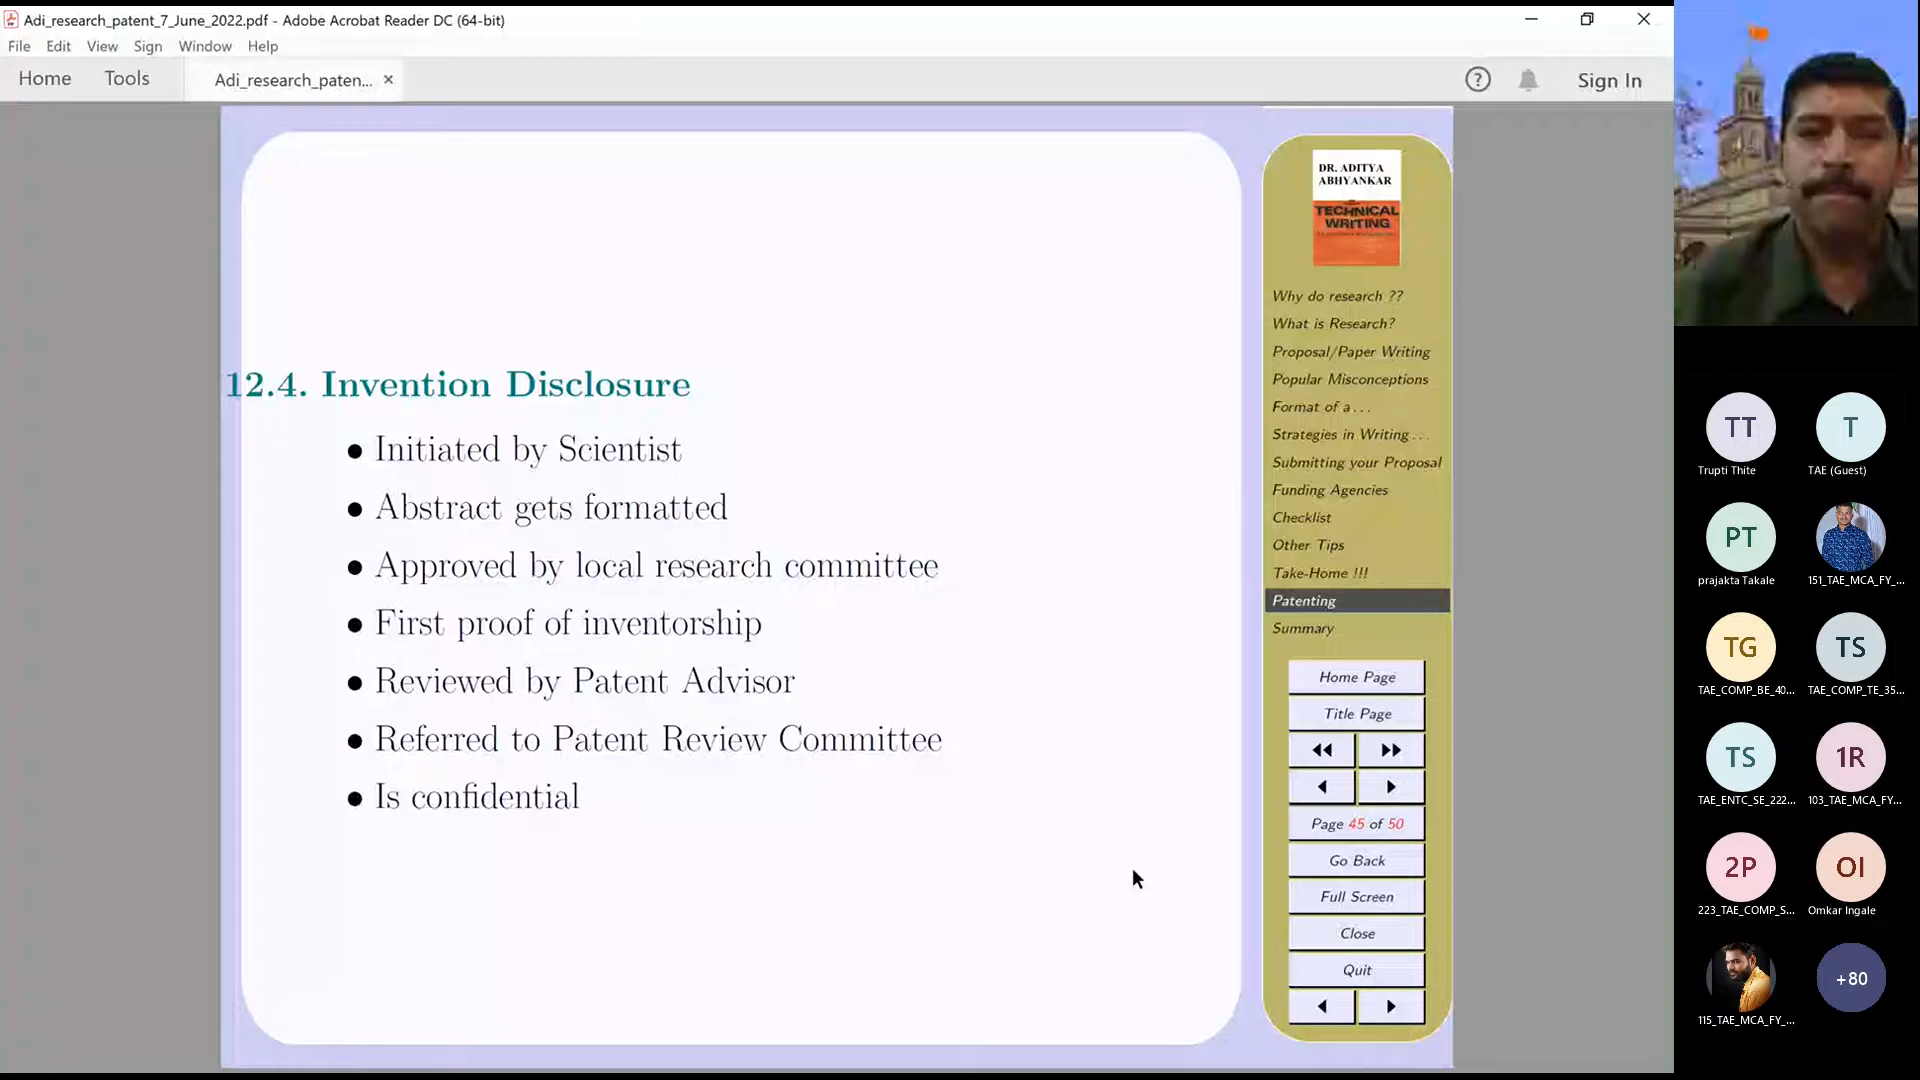 Adi_research_patent_7_June_2022.pdf - Adobe Acrobat Reader DC (64-bit)
File Edit View Sign Window Help
Home Tools Adi_research_paten... × ? Sign In
12.4. Invention Disclosure
• Initiated by Scientist
• Abstract gets formatted
• Approved by local research committee
• First proof of inventorship
• Reviewed by Patent Advisor
• Referred to Patent Review Committee
• Is confidential
DR. ADITYA
ABHYANKAR
TECHNICAL
WRITING
Why do research ??
What is Research?
Proposal/Paper Writing
Popular Misconceptions
Format of a . . .
Strategies in Writing . . .
Submitting your Proposal
Funding Agencies
Checklist
Other Tips
Take-Home !!!
Patenting
Summary
Home Page
Title Page
Page 45 of 50
Go Back
Full Screen
Close
Quit
TT T
Trupti Thite TAE (Guest)
PT
prajakta Takale 151_TAE_MCA_FY_...
TG TS
TAE_COMP_BE_40... TAE_COMP_TE_35...
TS 1R
TAE_ENTC_SE_222... 103_TAE_MCA_FY...
2P OI
223_TAE_COMP_S... Omkar Ingale
+80
115_TAE_MCA_FY_...